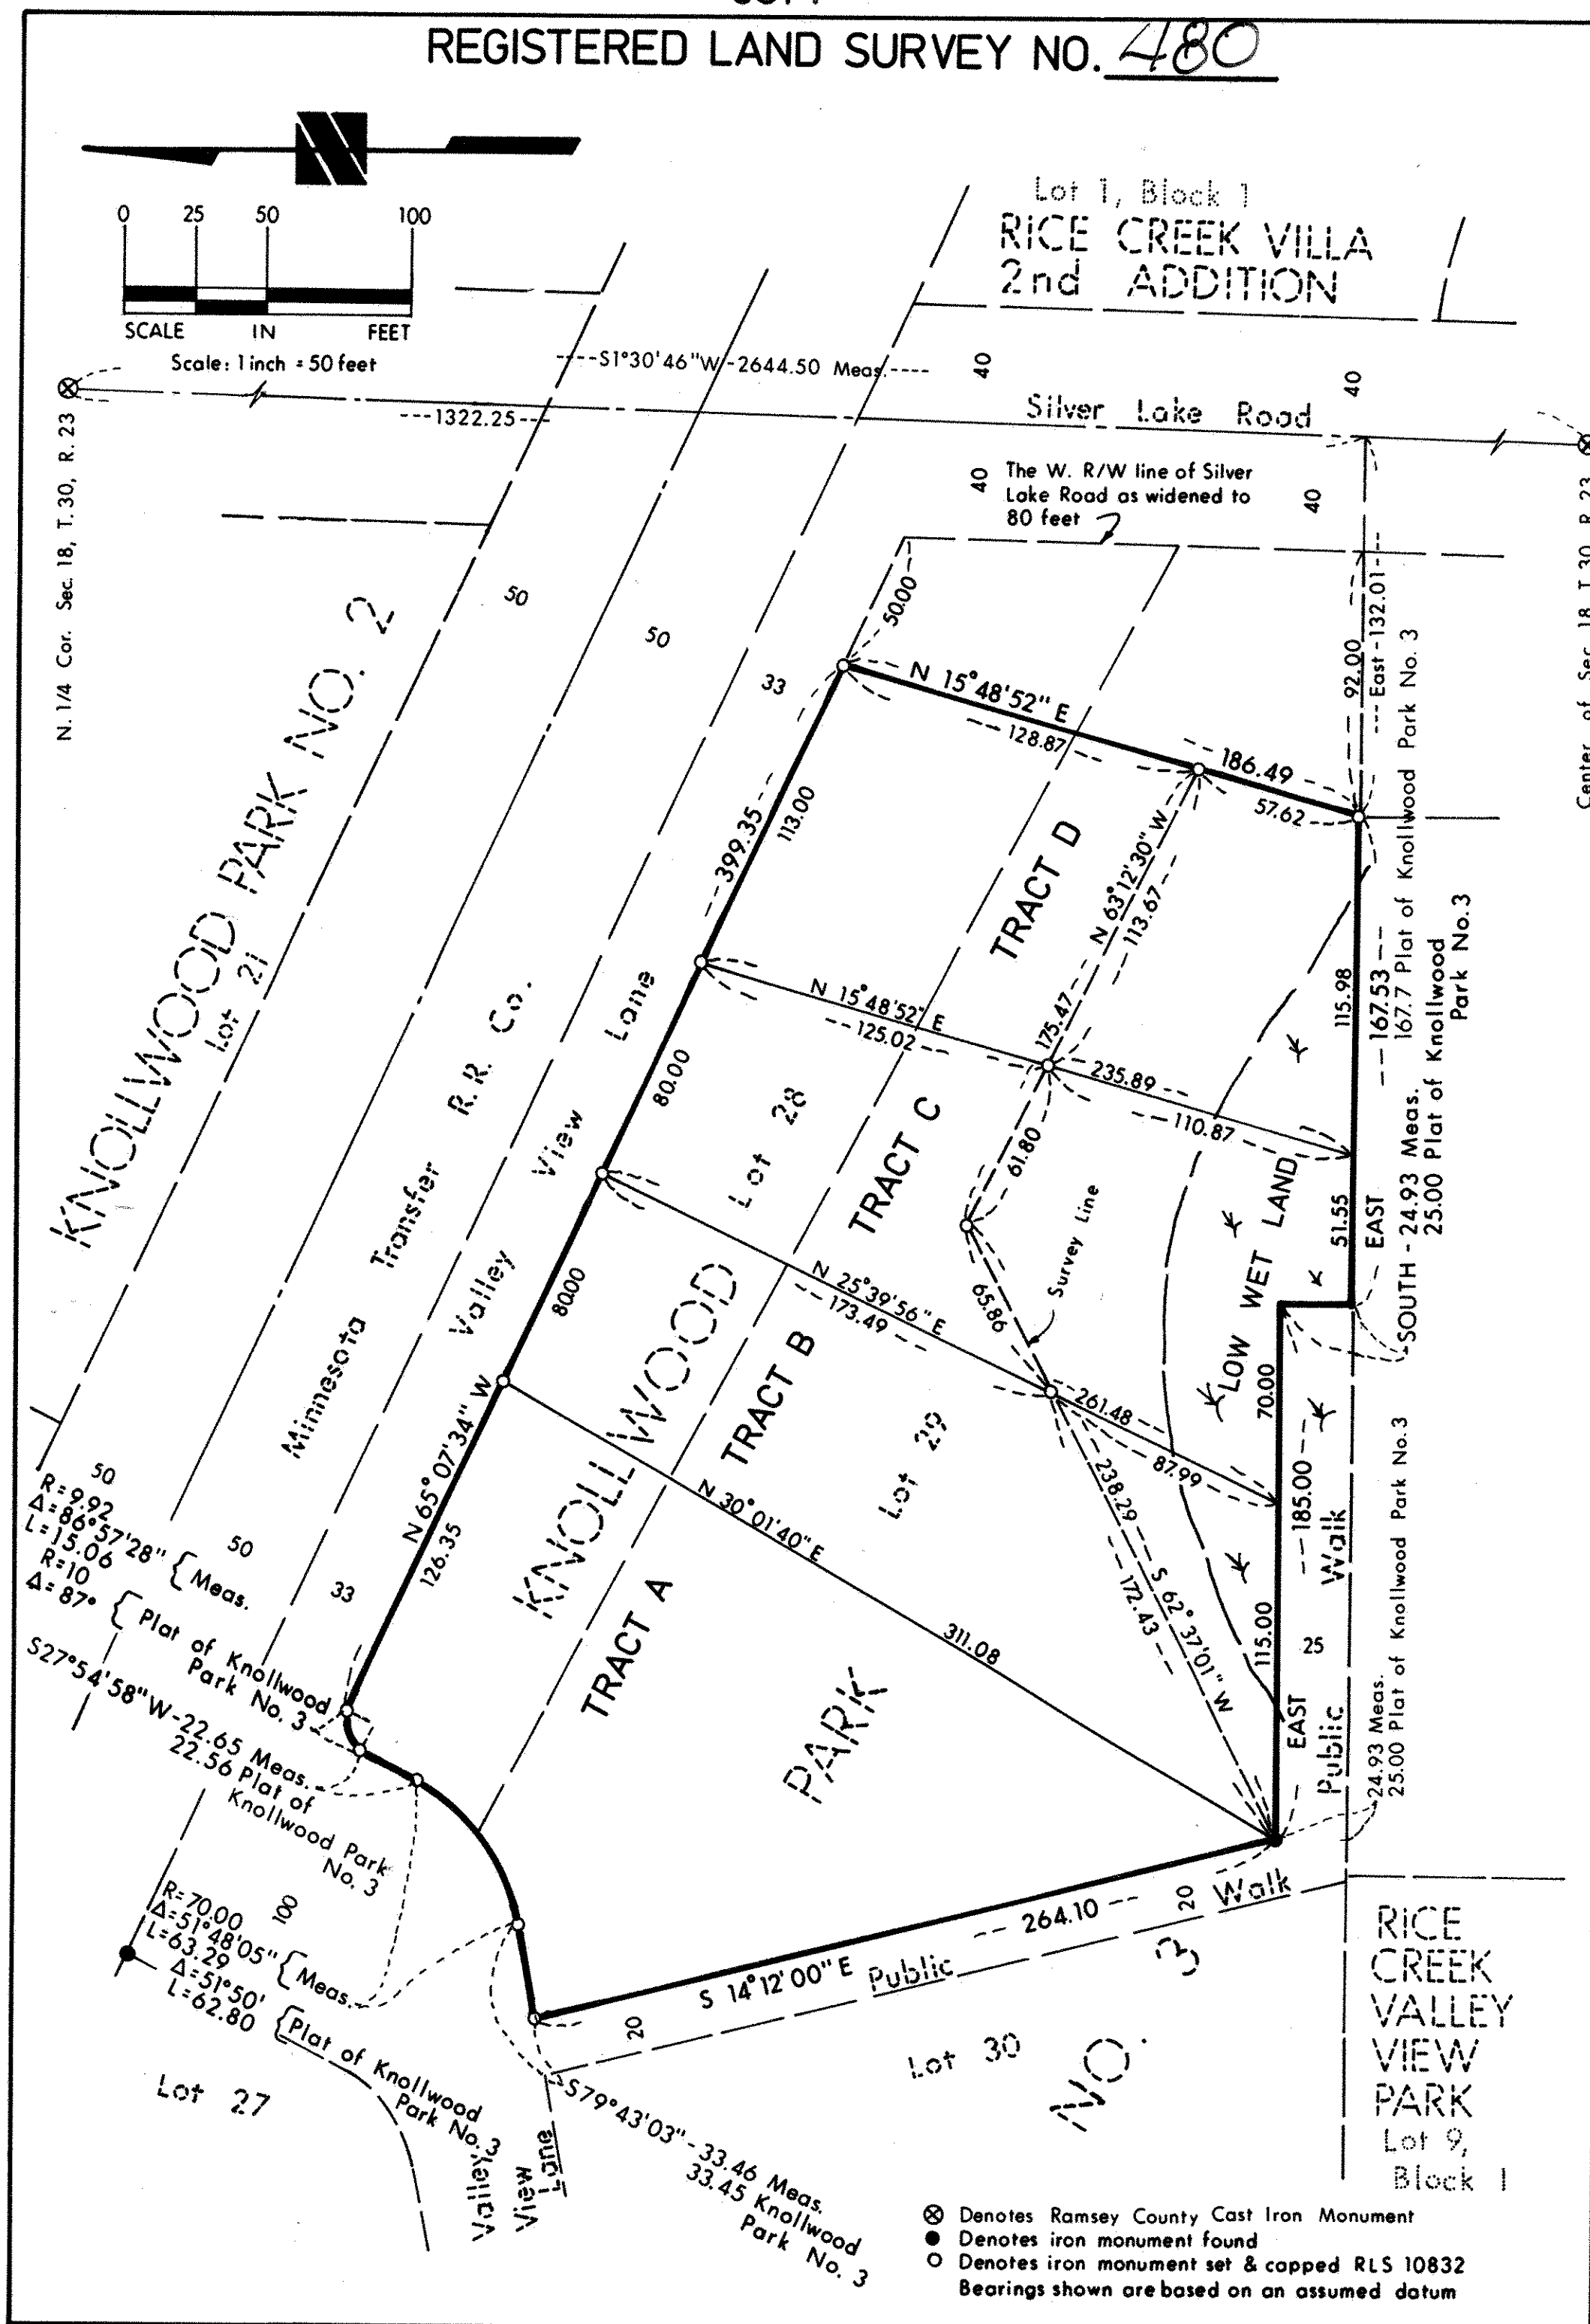 REGISTERED LAND SURVEY NO. 480
N
0 25 50 100
SCALE IN FEET
Scale: 1 inch = 50 feet
Lot 1, Block 1
RICE CREEK VILLA
2nd ADDITION
S1°30'46"W-2644.50 Meas.
1322.25
40
40
Silver Lake Road
40
40
The W. R/W line of Silver
Lake Road as widened to
80 feet
N. 1/4 Cor. Sec. 18, T. 30, R. 23
Center of Sec. 18 T. 30 R. 23
92.00
East -132.01
50
50
33
50.00
KNOLLWOOD PARK NO. 2
Lot 21
N 15°48'52" E
128.87
186.49
57.62
399.35
113.00
TRACT D
N 63°12'30" W
113.67
175.47
115.98
167.53
167.7 Plat of Knollwood Park No. 3
N 15°48'52" E
125.02
235.89
110.87
80.00
Minnesota Transfer R.R. Co.
Valley View Lane
Lot 28
TRACT C
61.80
Survey Line
LOW WET LAND
51.55
EAST
SOUTH - 24.93 Meas.
25.00 Plat of Knollwood
Park No. 3
80.00
N 25°39'56" E
173.49
65.86
261.48
87.99
70.00
185.00
KNOLLWOOD
TRACT B
Lot 29
N 65°07'34" W
126.35
N 30°01'40" E
311.08
238.29
S 62°37'01" W
172.43
115.00
EAST
25
Public Walk
24.93 Meas.
25.00 Plat of Knollwood Park No. 3
50
50
33
R=9.92
Δ=86°57'28"
L=15.06
Meas.
R=10
Δ=87°
Plat of Knollwood
Park No. 3
S27°54'58"W-22.65 Meas.
22.56 Plat of
Knollwood Park
No. 3
TRACT A
PARK
100
R=70.00
Δ=51°48'05"
L=63.29
Meas.
Δ=51°50'
L=62.80
Plat of Knollwood
Park No. 3
S 14°12'00" E
264.10
20
Public Walk
20
NO. 3
Lot 30
Lot 27
Valley
View
Lane
S79°43'03"-33.46 Meas.
33.45 Knollwood
Park No. 3
RICE
CREEK
VALLEY
VIEW
PARK
Lot 9,
Block 1
Denotes Ramsey County Cast Iron Monument
Denotes iron monument found
Denotes iron monument set & capped RLS 10832
Bearings shown are based on an assumed datum